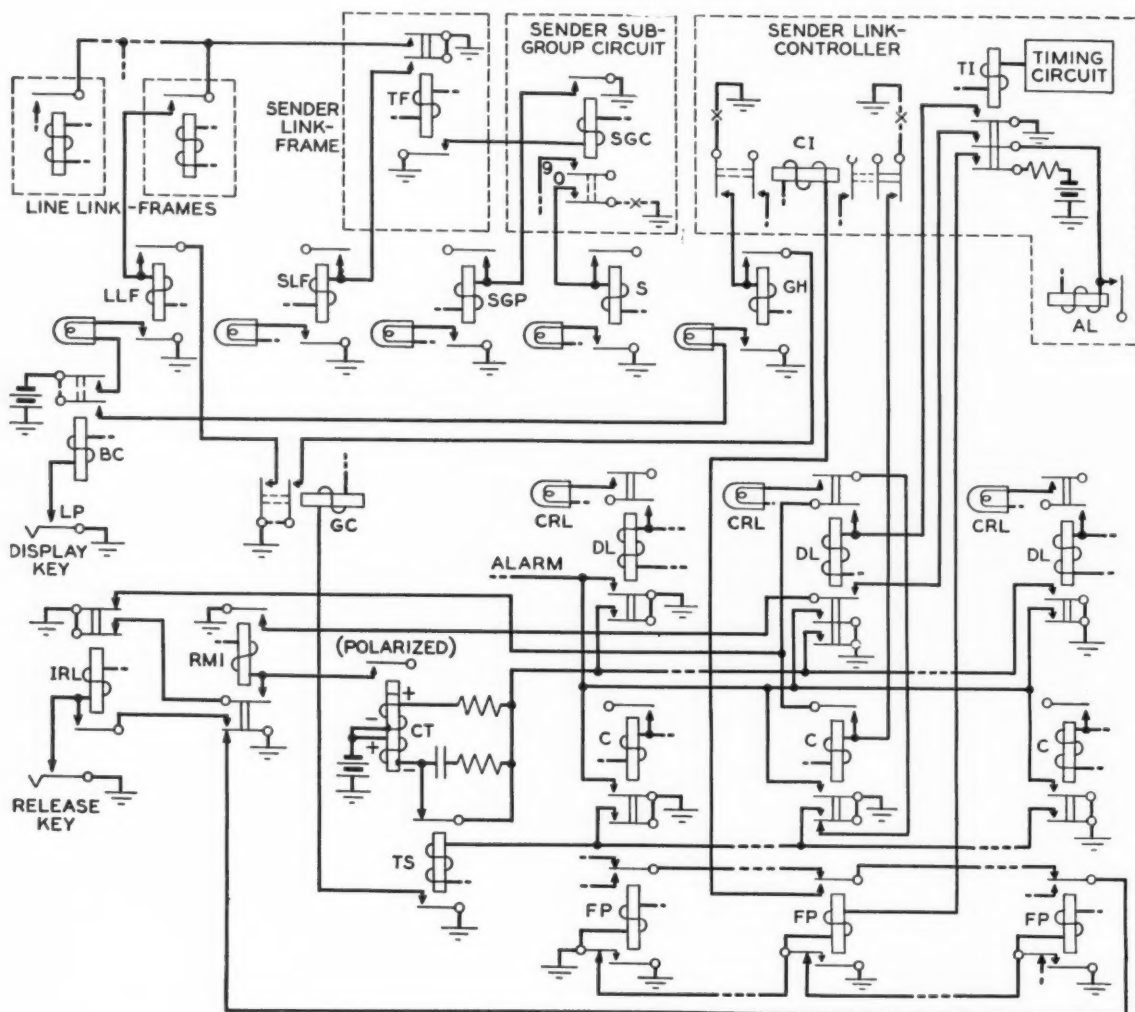 SENDER SUB-
GROUP CIRCUIT
SENDER LINK-
CONTROLLER
TI
TIMING
CIRCUIT
SENDER
LINK-
FRAME
TF
SGC
CI
90
LINE LINK-FRAMES
LLF
SLF
SGP
S
GH
AL
BC
LP
DISPLAY
KEY
GC
CRL
CRL
CRL
DL
DL
DL
ALARM
(POLARIZED)
IRL
RMI
+
-
+
-
CT
C
C
C
RELEASE
KEY
TS
FP
FP
FP